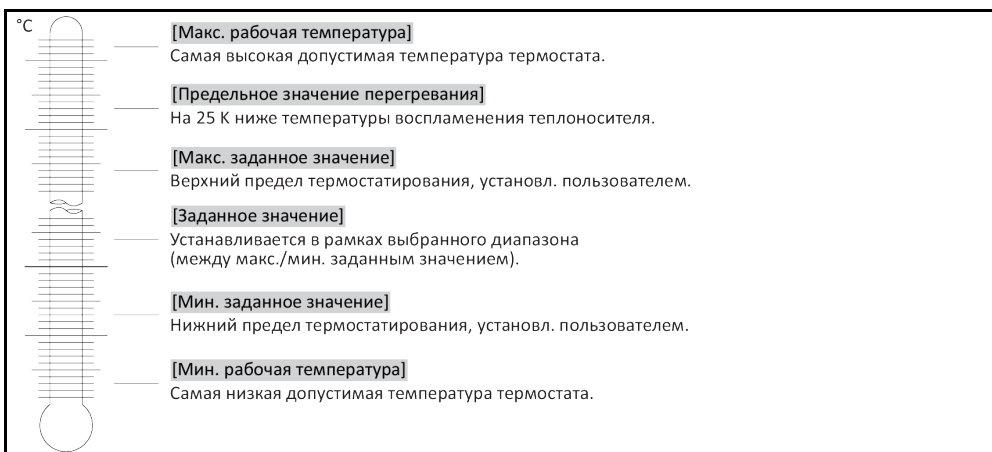 °C
[Макс. рабочая температура]
Самая высокая допустимая температура термостата.
[Предельное значение перегревания]
На 25 K ниже температуры воспламенения теплоносителя.
[Макс. заданное значение]
Верхний предел термостатирования, установл. пользователем.
[Заданное значение]
Устанавливается в рамках выбранного диапазона
(между макс./мин. заданным значением).
[Мин. заданное значение]
Нижний предел термостатирования, установл. пользователем.
[Мин. рабочая температура]
Самая низкая допустимая температура термостата.